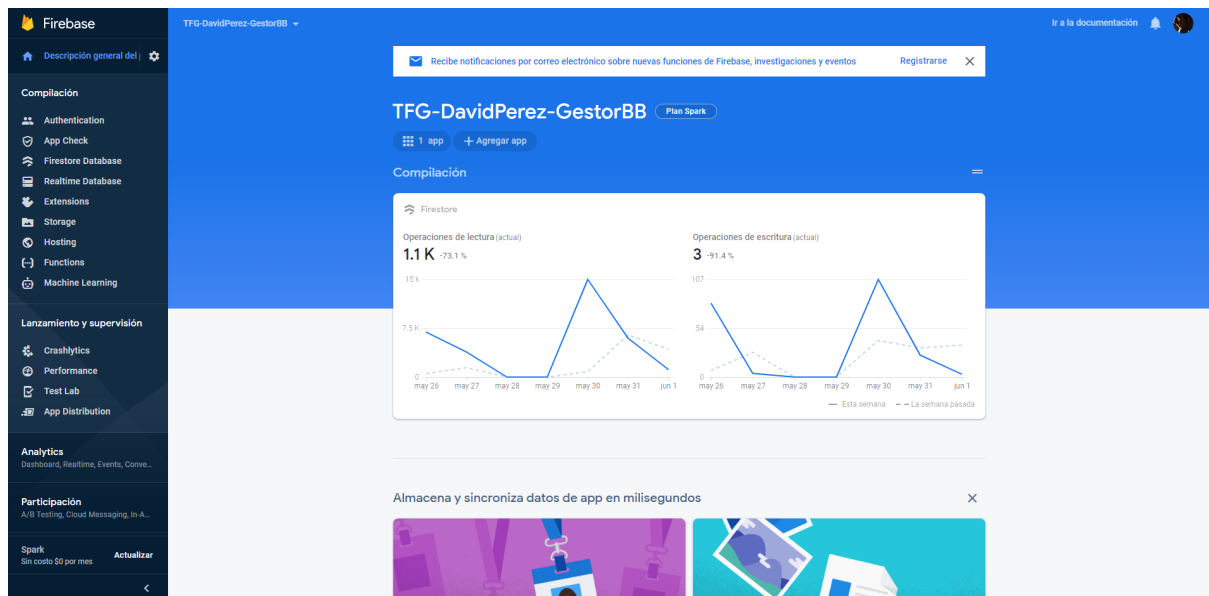 Firebase
TFG-DavidPerez-GestorBB
Ir a la documentación
Descripción general del
Compilación
Authentication
App Check
Firestore Database
Realtime Database
Extensions
Storage
Hosting
Functions
Machine Learning
Lanzamiento y supervisión
Crashlytics
Performance
Test Lab
App Distribution
Analytics
Dashboard, Realtime, Events, Conve...
Participación
A/B Testing, Cloud Messaging, In-A...
Spark
Sin costo $0 por mes
Actualizar
Recibe notificaciones por correo electrónico sobre nuevas funciones de Firebase, investigaciones y eventos
Registrarse
TFG-DavidPerez-GestorBB
Plan Spark
1 app
Agregar app
Compilación
Firestore
Operaciones de lectura (actual)
1.1 K -73.1 %
15 K
7.5 K
0
may 26 may 27 may 28 may 29 may 30 may 31 jun 1
Operaciones de escritura (actual)
3 -91.4 %
107
54
0
may 26 may 27 may 28 may 29 may 30 may 31 jun 1
Esta semana La semana pasada
Almacena y sincroniza datos de app en milisegundos